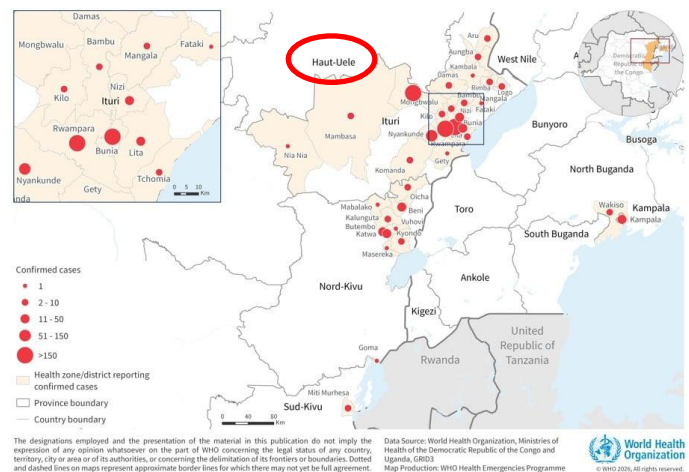 Damas
Mongbwalu
Bambu
Mangala
Fataki
Kilo
Nizi
Ituri
Rwampara
Bunia
Lita
Nyankunde
Tchomia
Gety
nda
0 5 10
Km
Haut-Uele
Aru
Aungba
West Nile
Kambala
Damas
Rimba
Logo
Mongbwalu
Bambu
Mangala
Kilo
Nizi
Fataki
Ituri
Bunia
Mambasa
Nyankunde
Rwampara
Nia Nia
Gety
Komanda
Democratic
Republic of
the Congo
Bunyoro
Busoga
North Buganda
Oicha
Mabalako
Beni
Toro
Wakiso
Kampala
Kampala
Kalunguta
Vuhovi
Butembo
Katwa
Kyondo
South Buganda
Masereka
Ankole
Nord-Kivu
Kigezi
United
Republic of
Tanzania
Goma
Rwanda
Miti Murhesa
Sud-Kivu
0 40 80
Km
Confirmed cases
1
2 - 10
11 - 50
51 - 150
>150
Health zone/district reporting
confirmed cases
Province boundary
Country boundary
The designations employed and the presentation of the material in this publication do not imply the
expression of any opinion whatsoever on the part of WHO concerning the legal status of any country,
territory, city or area or of its authorities, or concerning the delimitation of its frontiers or boundaries. Dotted
and dashed lines on maps represent approximate border lines for which there may not yet be full agreement.
Data Source: World Health Organization, Ministries of
Health of the Democratic Republic of the Congo and
Uganda, GRID3
Map Production: WHO Health Emergencies Programme
World Health
Organization
© WHO 2026, All rights reserved.